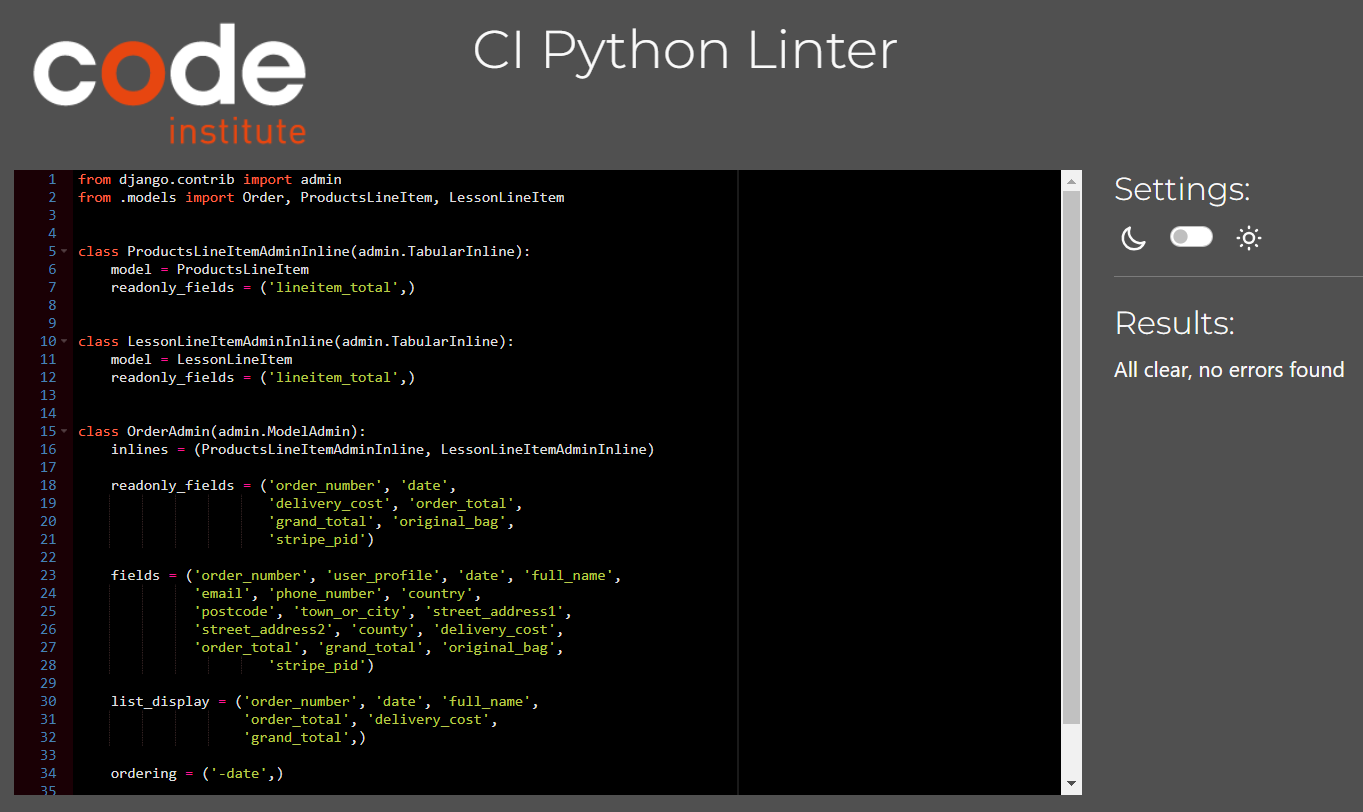 code
institute
CI Python Linter
1 from django.contrib import admin
2 from .models import Order, ProductsLineItem, LessonLineItem
3
4
5 class ProductsLineItemAdminInline(admin.TabularInline):
6     model = ProductsLineItem
7     readonly_fields = ('lineitem_total',)
8
9
10 class LessonLineItemAdminInline(admin.TabularInline):
11     model = LessonLineItem
12     readonly_fields = ('lineitem_total',)
13
14
15 class OrderAdmin(admin.ModelAdmin):
16     inlines = (ProductsLineItemAdminInline, LessonLineItemAdminInline)
17
18     readonly_fields = ('order_number', 'date',
19                        'delivery_cost', 'order_total',
20                        'grand_total', 'original_bag',
21                        'stripe_pid')
22
23     fields = ('order_number', 'user_profile', 'date', 'full_name',
24               'email', 'phone_number', 'country',
25               'postcode', 'town_or_city', 'street_address1',
26               'street_address2', 'county', 'delivery_cost',
27               'order_total', 'grand_total', 'original_bag',
28                        'stripe_pid')
29
30     list_display = ('order_number', 'date', 'full_name',
31                     'order_total', 'delivery_cost',
32                     'grand_total',)
33
34     ordering = ('-date',)
35
Settings:
Results:
All clear, no errors found